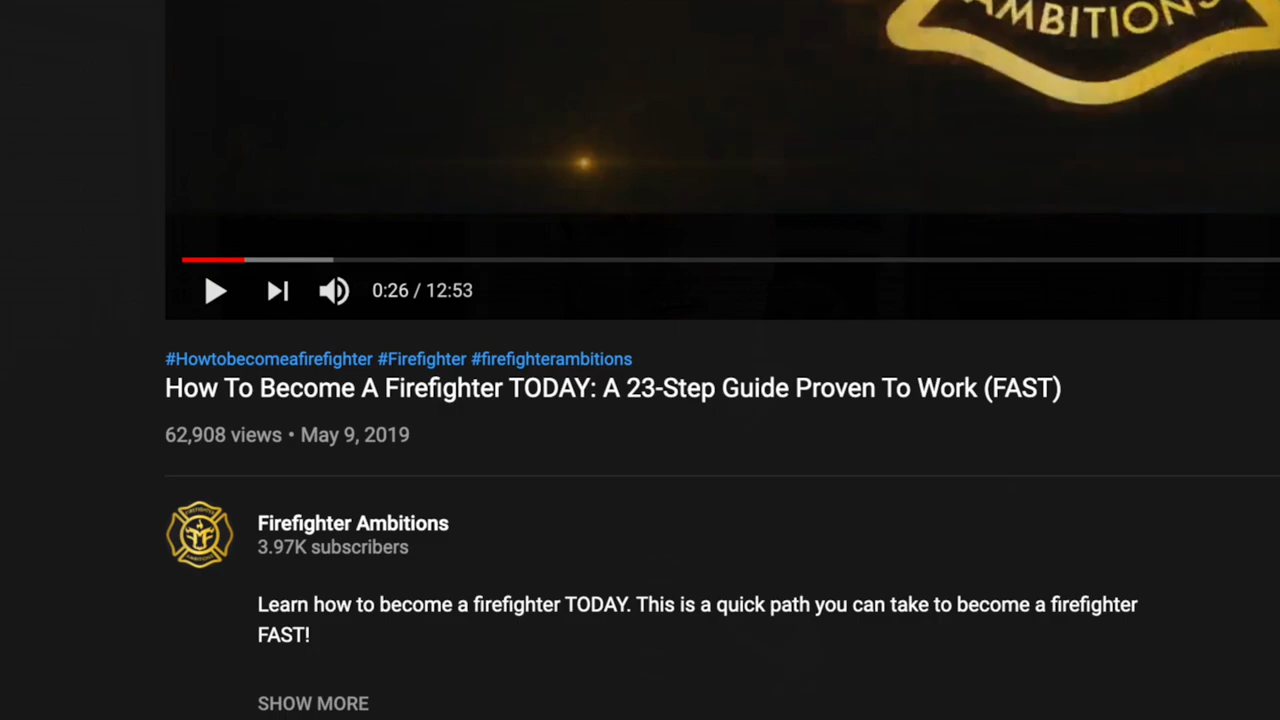 AMBITIONS
0:26 / 12:53
#Howtobecomeafirefighter #Firefighter #firefighterambitions
How To Become A Firefighter TODAY: A 23-Step Guide Proven To Work (FAST)
62,908 views • May 9, 2019
Firefighter Ambitions
3.97K subscribers
Learn how to become a firefighter TODAY. This is a quick path you can take to become a firefighter
FAST!
SHOW MORE